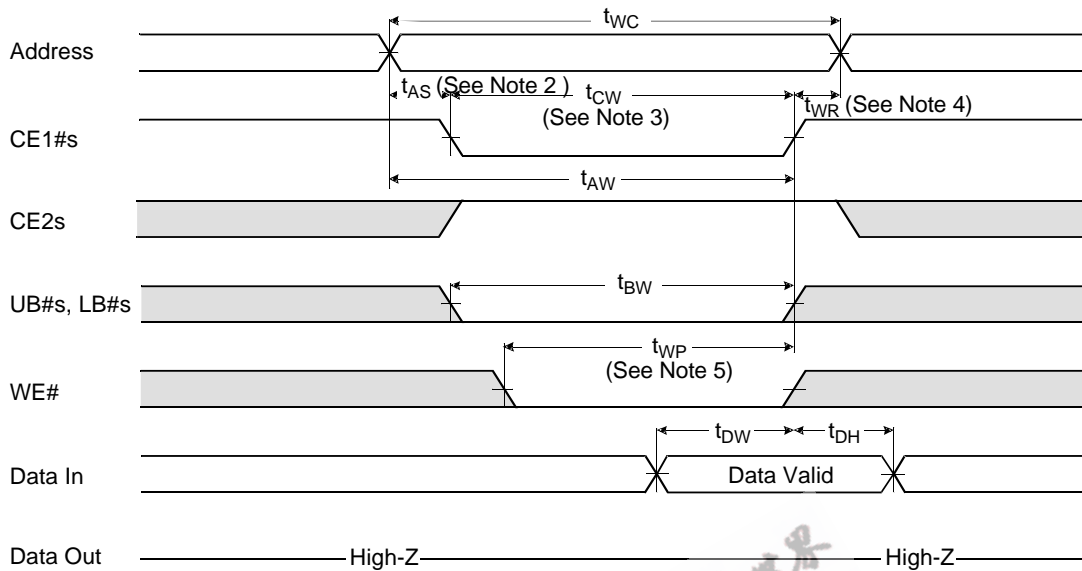 tWC
Address
tAS (See Note 2 ) tCW tWR (See Note 4)
(See Note 3)
CE1#s
tAW
CE2s
tBW
UB#s, LB#s
tWP
(See Note 5)
WE#
tDW tDH
Data In Data Valid
Data Out High-Z High-Z